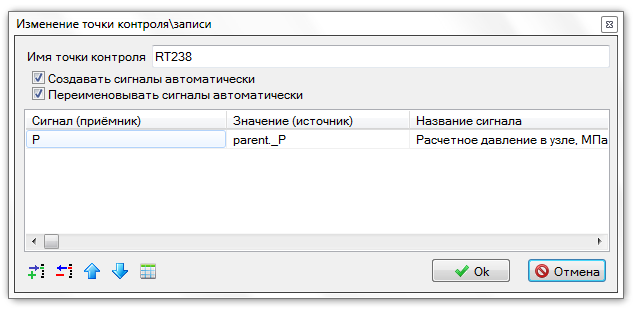 Изменение точки контроля\записи
Имя точки контроля RT238
Создавать сигналы автоматически
Переименовывать сигналы автоматически
Сигнал (приёмник) Значение (источник) Название сигнала
P parent._P Расчетное давление в узле, МПа
Ok Отмена